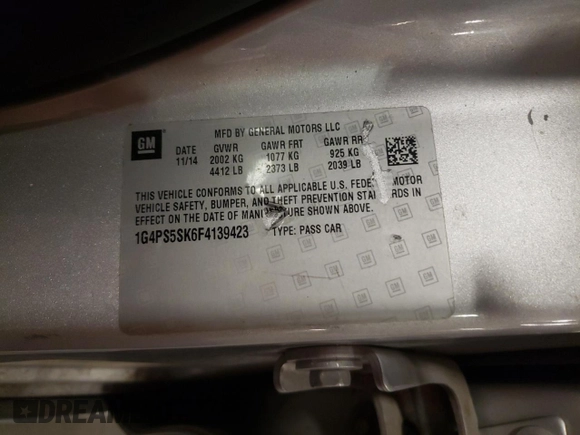 MFD BY GENERAL MOTORS LLC
GM
DATE GVWR GAWR FRT GAWR RR
11/14 2002 KG 1077 KG 925 KG
4412 LB 2373 LB 2039 LB
THIS VEHICLE CONFORMS TO ALL APPLICABLE U.S. FEDE MOTOR
VEHICLE SAFETY, BUMPER, AND THEFT PREVENTION STA DS IN
EFFECT ON THE DATE OF MAN TURE SHOWN ABOVE.
1G4PS5SK6F4139423 TYPE: PASS CAR
DREAM